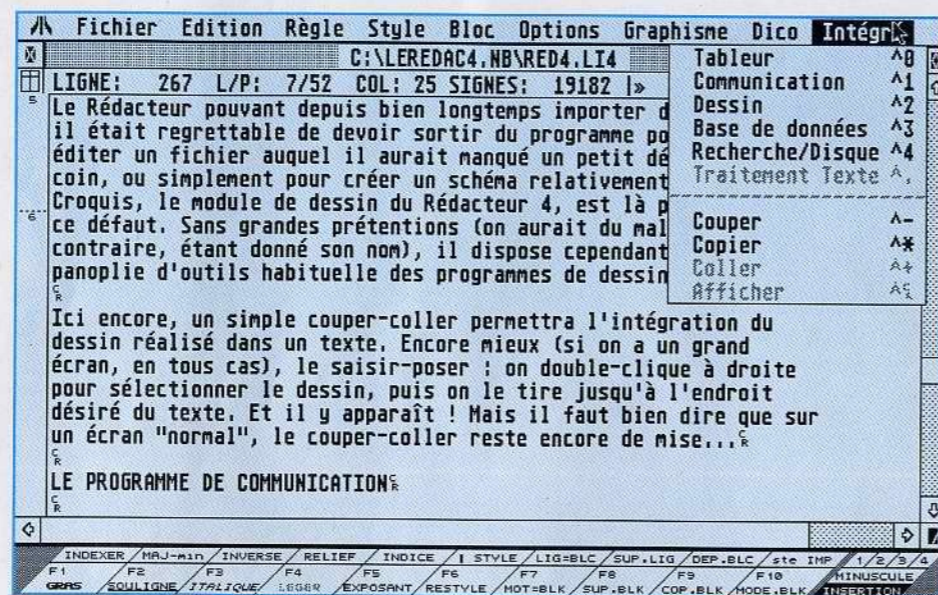 Fichier Edition Règle Style Bloc Options Graphisme Dico Intégr
C:\LEREDAC4.NB\RED4.LI4
LIGNE: 267 L/P: 7/52 COL: 25 SIGNES: 19182 |»
Tableur ^0
Communication ^1
Dessin ^2
Base de données ^3
Recherche/Disque ^4
Traitement Texte ^.
Couper ^-
Copier ^*
Coller ^+
Afficher ^CR
5
Le Rédacteur pouvant depuis bien longtemps importer d
il était regrettable de devoir sortir du programme po
éditer un fichier auquel il aurait manqué un petit dé
coin, ou simplement pour créer un schéma relativement
Croquis, le module de dessin du Rédacteur 4, est là p
6
ce défaut. Sans grandes prétentions (on aurait du mal
contraire, étant donné son nom), il dispose cependant
panoplie d'outils habituelle des programmes de dessin
CR
Ici encore, un simple couper-coller permettra l'intégration du
dessin réalisé dans un texte. Encore mieux (si on a un grand
écran, en tous cas), le saisir-poser : on double-clique à droite
pour sélectionner le dessin, puis on le tire jusqu'à l'endroit
désiré du texte. Et il y apparaît ! Mais il faut bien dire que sur
un écran "normal", le couper-coller reste encore de mise...CR
CR
LE PROGRAMME DE COMMUNICATIONCR
CR
INDEXER MAJ-min INVERSE RELIEF INDICE | STYLE LIG=BLC SUP.LIG DEP.BLC ste IMP 1/2/3/4
F1 F2 F3 F4 F5 F6 F7 F8 F9 F10 MINUSCULE
GRAS SOULIGNE ITALIQUE LEGER EXPOSANT RESTYLE MOT=BLK SUP.BLK COP.BLK MODE.BLK INSERTION